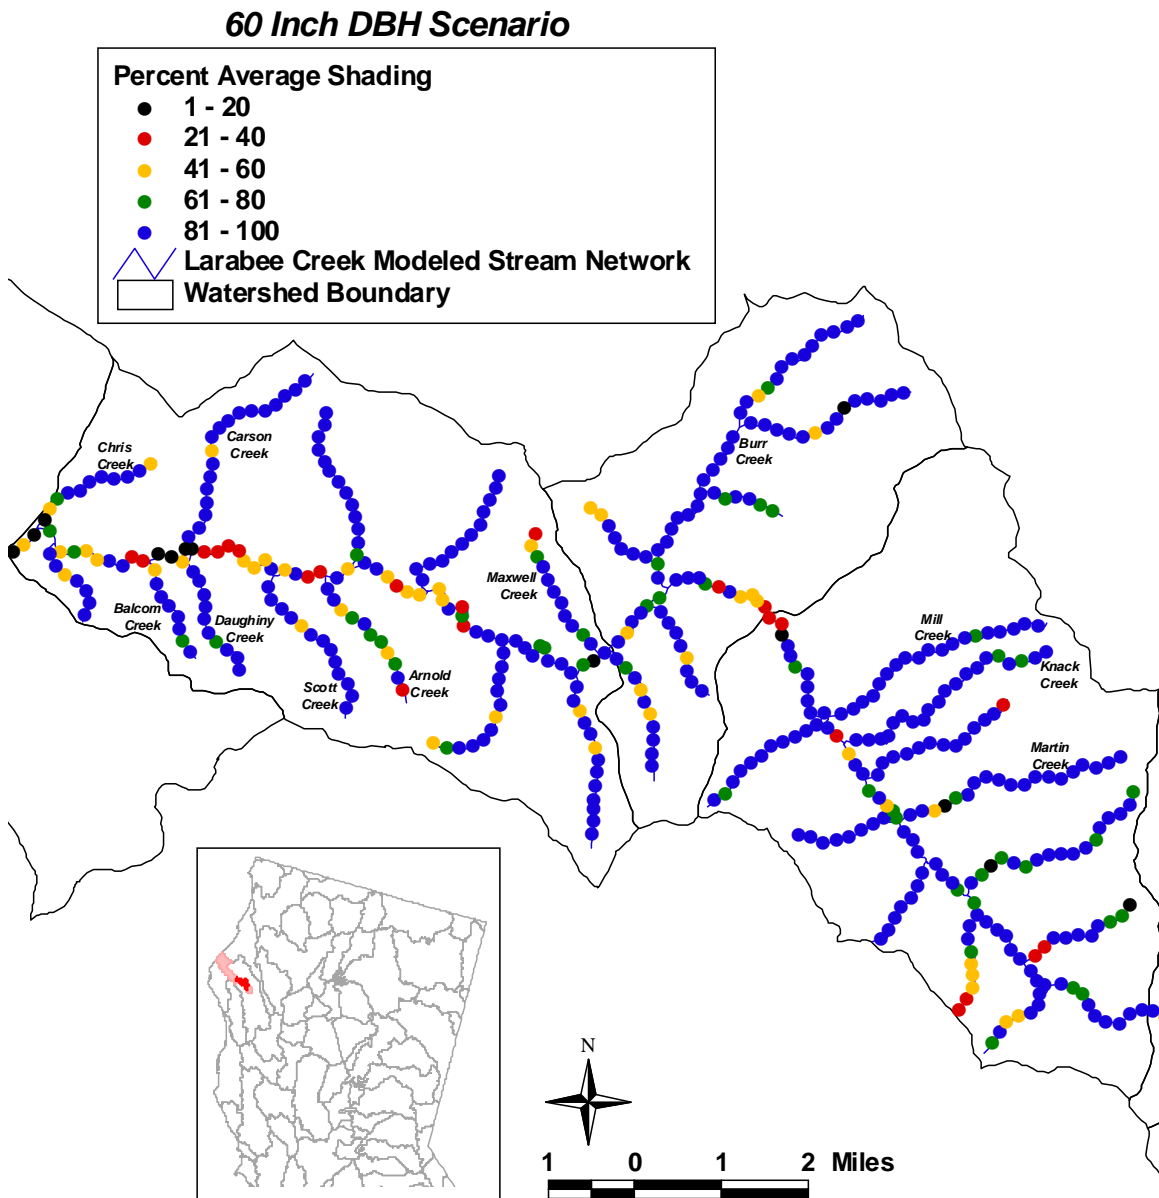 60 Inch DBH Scenario
Percent Average Shading
1 - 20
21 - 40
41 - 60
61 - 80
81 - 100
Larabee Creek Modeled Stream Network
Watershed Boundary
Chris
Creek
Carson
Creek
Burr
Creek
Maxwell
Creek
Balcom
Creek
Daughiny
Creek
Scott
Creek
Arnold
Creek
Mill
Creek
Knack
Creek
Martin
Creek
N
1 0 1 2 Miles